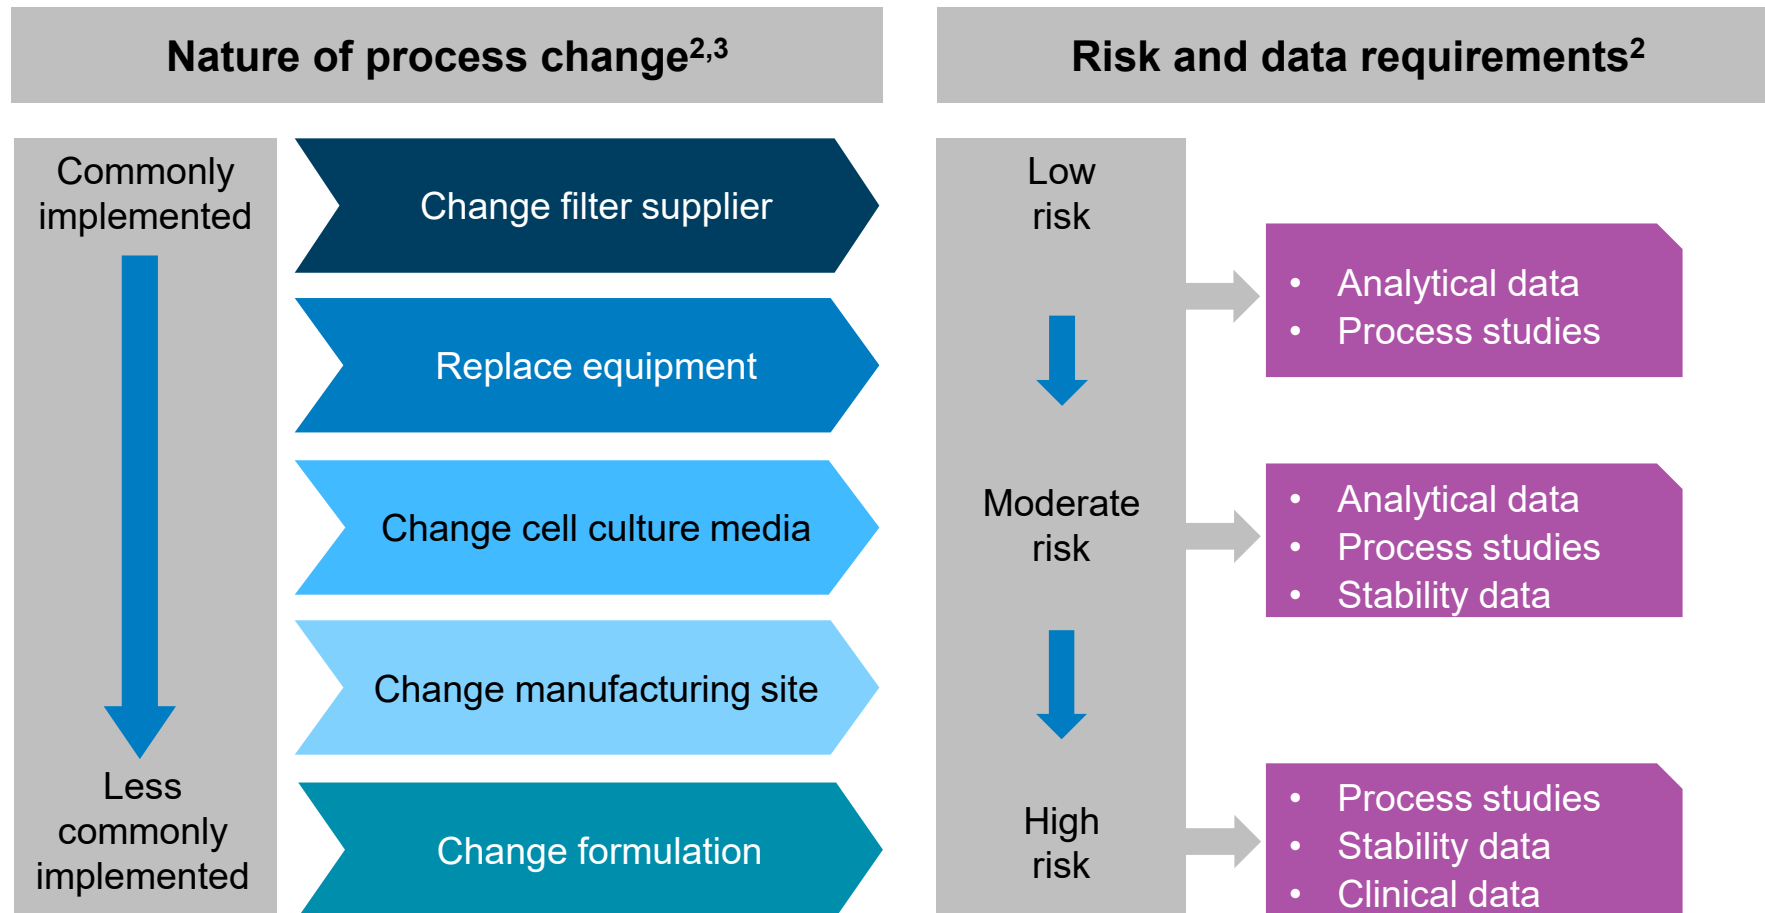 Nature of process change2,3
Commonly
implemented
Less
commonly
implemented
Change filter supplier
Replace equipment
Change cell culture media
Change manufacturing site
Change formulation
Risk and data requirements2
Low
risk
• Analytical data
• Process studies
Moderate
risk
• Analytical data
• Process studies
• Stability data
High
risk
• Process studies
• Stability data
• Clinical data